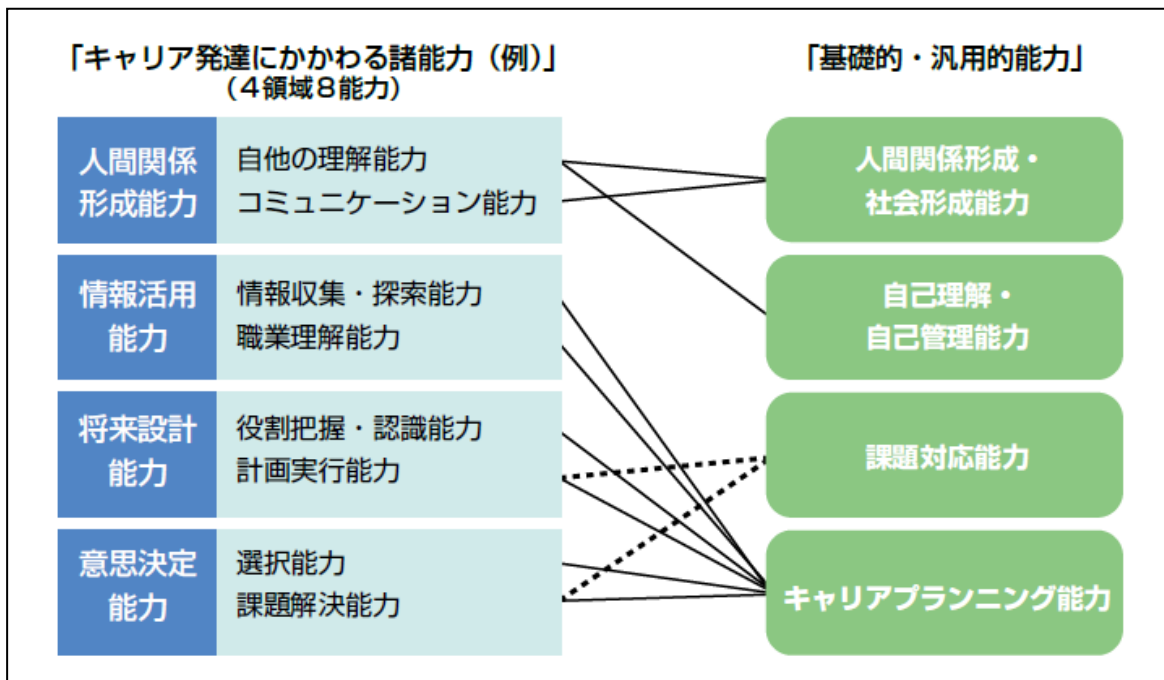 「キャリア発達にかかわる諸能力（例）」
（４領域８能力）
「基礎的・汎用的能力」
人間関係
形成能力
自他の理解能力
コミュニケーション能力
人間関係形成・
社会形成能力
情報活用
能力
情報収集・探索能力
職業理解能力
自己理解・
自己管理能力
将来設計
能力
役割把握・認識能力
計画実行能力
課題対応能力
意思決定
能力
選択能力
課題解決能力
キャリアプランニング能力